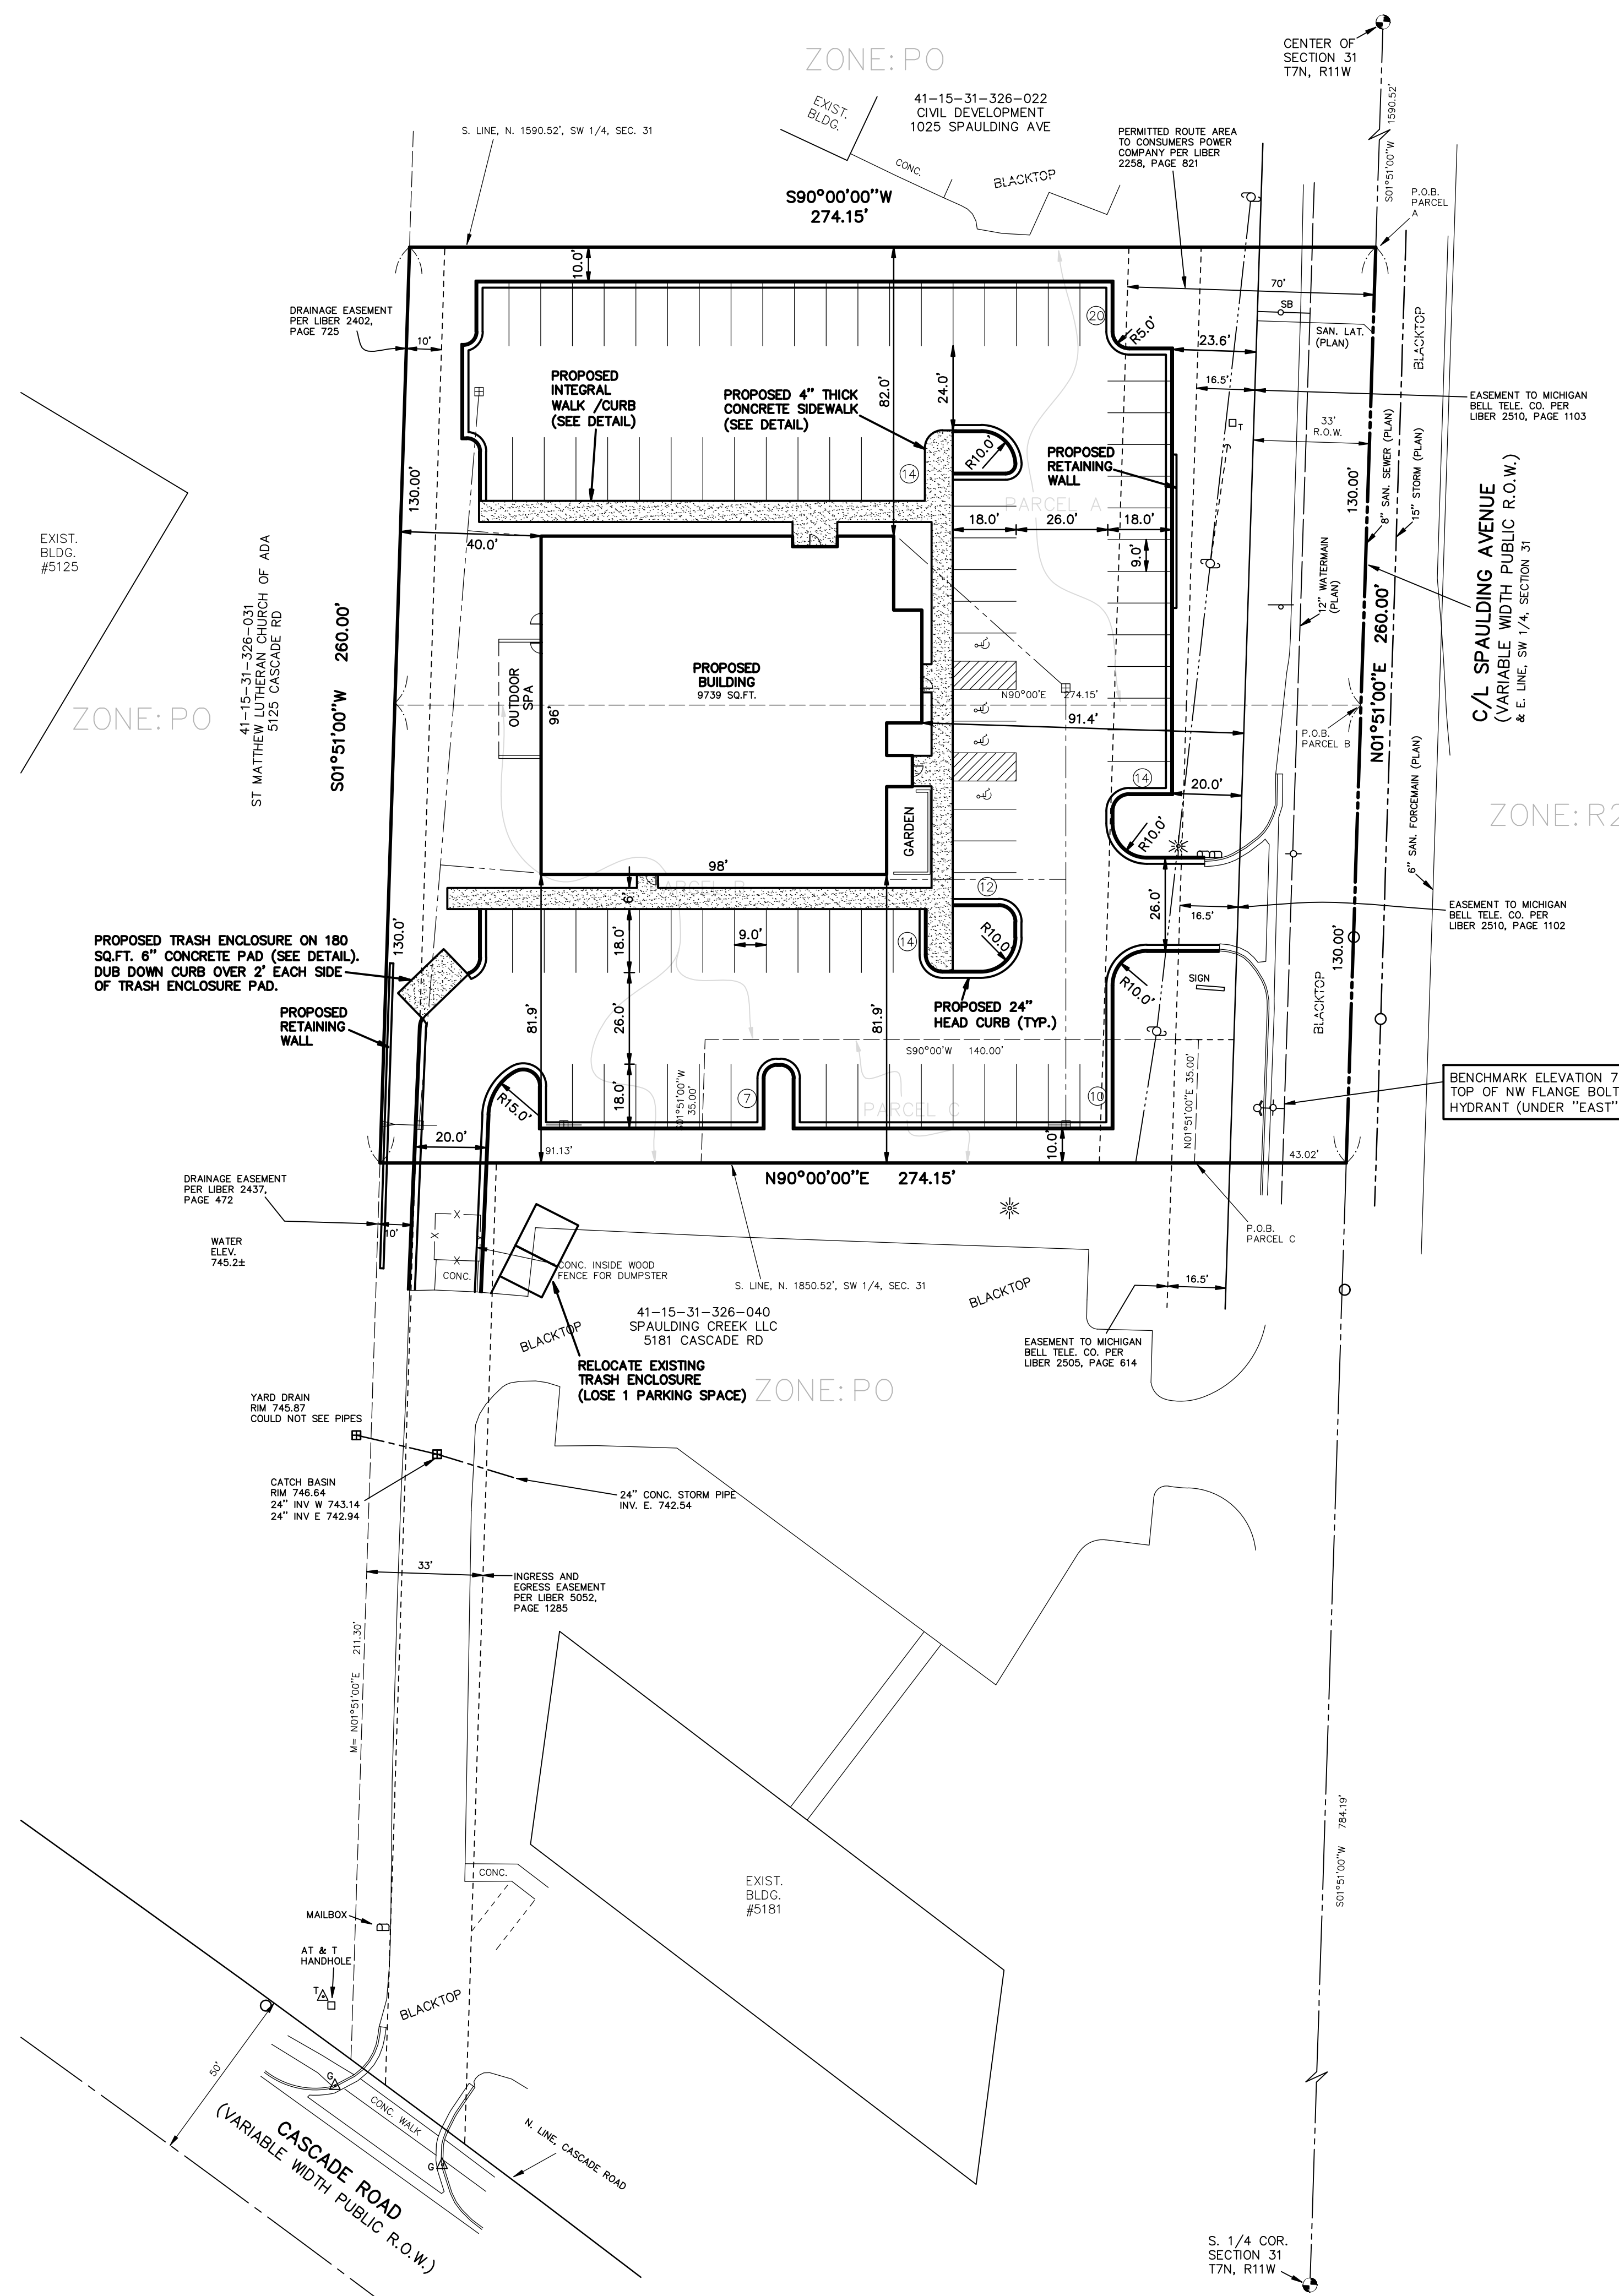 CENTER OF
SECTION 31
T7N, R11W
ZONE: PO
EXIST.
BLDG.
41-15-31-326-022
CIVIL DEVELOPMENT
1025 SPAULDING AVE
S01°51'00"W 1590.52'
S. LINE, N. 1590.52', SW 1/4, SEC. 31
PERMITTED ROUTE AREA
TO CONSUMERS POWER
COMPANY PER LIBER
2258, PAGE 821
CONC.
BLACKTOP
S90°00'00"W
274.15'
P.O.B.
PARCEL
A
10.0'
70'
DRAINAGE EASEMENT
PER LIBER 2402,
PAGE 725
10'
20
R5.0'
SB
SAN. LAT.
(PLAN)
BLACKTOP
23.6'
16.5'
82.0'
24.0'
PROPOSED
INTEGRAL
WALK /CURB
(SEE DETAIL)
PROPOSED 4" THICK
CONCRETE SIDEWALK
(SEE DETAIL)
EASEMENT TO MICHIGAN
BELL TELE. CO. PER
LIBER 2510, PAGE 1103
T
33'
R.O.W.
R10.0'
14
PROPOSED
RETAINING
WALL
PARCEL A
130.00'
130.00'
8" SAN. SEWER (PLAN)
15" STORM (PLAN)
18.0'
26.0'
18.0'
9.0'
40.0'
EXIST.
BLDG.
#5125
41-15-31-326-031
ST MATTHEW LUTHERAN CHURCH OF ADA
5125 CASCADE RD
S01°51'00"W 260.00'
ZONE: PO
12" WATERMAIN
(PLAN)
N01°51'00"E 260.00'
C/L SPAULDING AVENUE
(VARIABLE WIDTH PUBLIC R.O.W.)
& E. LINE, SW 1/4, SECTION 31
OUTDOOR
SPA
96'
PROPOSED
BUILDING
9739 SQ.FT.
N90°00'E 274.15'
91.4'
P.O.B.
PARCEL B
14
20.0'
6" SAN. FORCEMAIN (PLAN)
ZONE: R2
GARDEN
R10.0'
98'
12
6'
26.0'
16.5'
EASEMENT TO MICHIGAN
BELL TELE. CO. PER
LIBER 2510, PAGE 1102
130.0'
130.00'
PROPOSED TRASH ENCLOSURE ON 180
SQ.FT. 6" CONCRETE PAD (SEE DETAIL).
DUB DOWN CURB OVER 2' EACH SIDE
OF TRASH ENCLOSURE PAD.
18.0'
9.0'
14
R10.0'
R10.0'
SIGN
BLACKTOP
PROPOSED
RETAINING
WALL
81.9'
26.0'
81.9'
PROPOSED 24"
HEAD CURB (TYP.)
S90°00'W 140.00'
S01°51'00"W
35.00'
N01°51'00"E 35.00'
R15.0'
18.0'
7
PARCEL C
10
BENCHMARK ELEVATION 7
TOP OF NW FLANGE BOLT
HYDRANT (UNDER "EAST"
20.0'
91.13'
10.0'
43.02'
N90°00'00"E 274.15'
DRAINAGE EASEMENT
PER LIBER 2437,
PAGE 472
10'
WATER
ELEV.
745.2±
X
X
X
CONC.
CONC. INSIDE WOOD
FENCE FOR DUMPSTER
P.O.B.
PARCEL C
S. LINE, N. 1850.52', SW 1/4, SEC. 31
16.5'
BLACKTOP
BLACKTOP
41-15-31-326-040
SPAULDING CREEK LLC
5181 CASCADE RD
EASEMENT TO MICHIGAN
BELL TELE. CO. PER
LIBER 2505, PAGE 614
RELOCATE EXISTING
TRASH ENCLOSURE
(LOSE 1 PARKING SPACE)
ZONE: PO
YARD DRAIN
RIM 745.87
COULD NOT SEE PIPES
CATCH BASIN
RIM 746.64
24" INV W 743.14
24" INV E 742.94
24" CONC. STORM PIPE
INV. E. 742.54
33'
INGRESS AND
EGRESS EASEMENT
PER LIBER 5052,
PAGE 1285
M= N01°51'00"E 211.30'
S01°51'00"W 784.19'
CONC.
EXIST.
BLDG.
#5181
MAILBOX
AT & T
HANDHOLE
T
BLACKTOP
50'
G
CONC. WALK
G
N. LINE, CASCADE ROAD
CASCADE ROAD
(VARIABLE WIDTH PUBLIC R.O.W.)
S. 1/4 COR.
SECTION 31
T7N, R11W